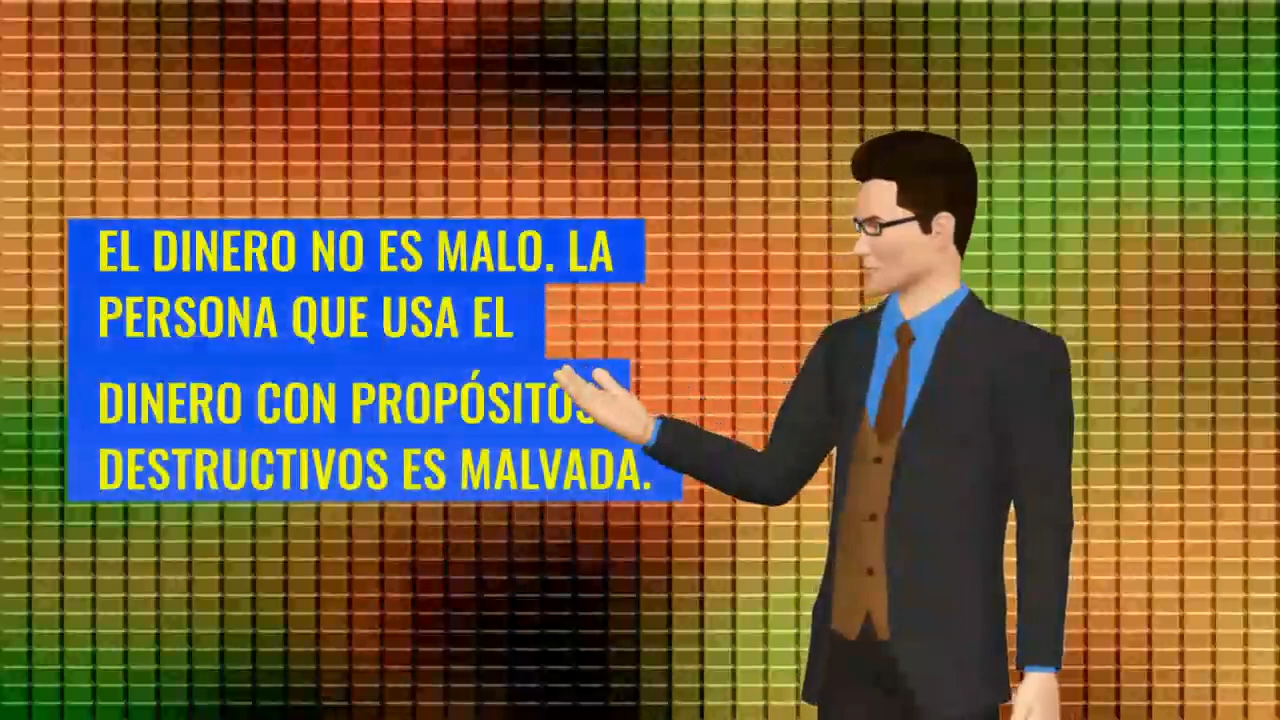 EL DINERO NO ES MALO. LA
PERSONA QUE USA EL
DINERO CON PROPÓSITOS
DESTRUCTIVOS ES MALVADA.